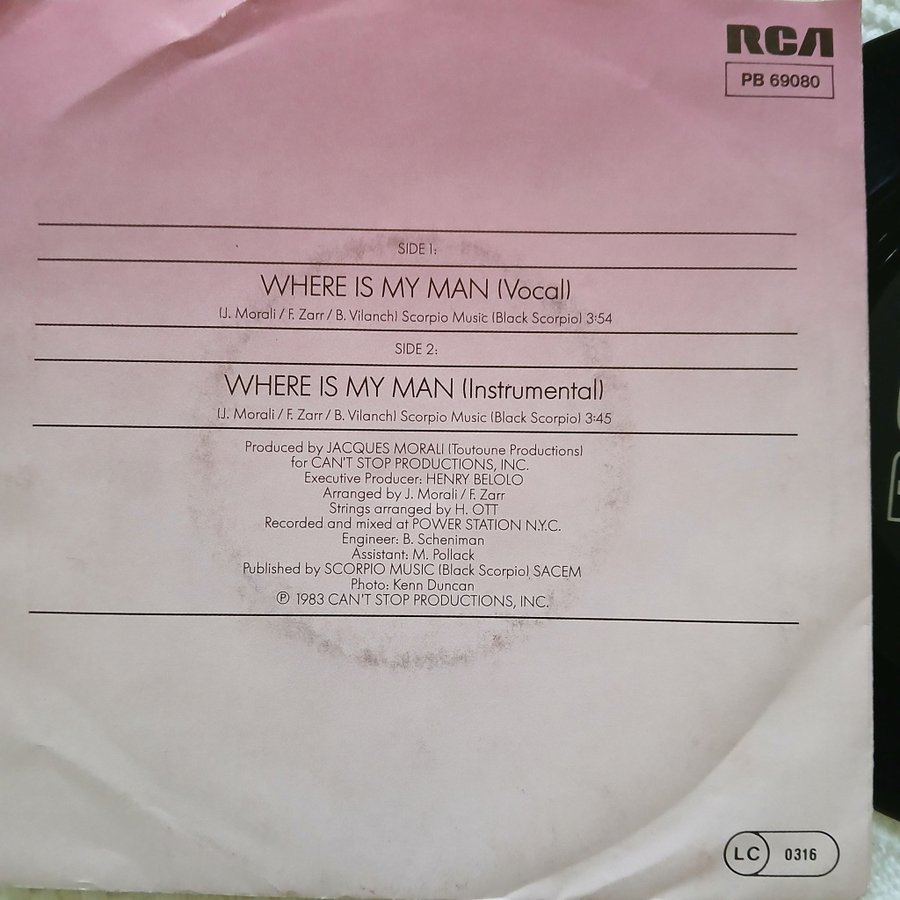 RCA
PB 69080
SIDE 1:
WHERE IS MY MAN (Vocal)
(J. Morali / F. Zarr / B. Vilanch) Scorpio Music (Black Scorpio) 3:54
SIDE 2:
WHERE IS MY MAN (Instrumental)
(J. Morali / F. Zarr / B. Vilanch) Scorpio Music (Black Scorpio) 3:45
Produced by JACQUES MORALI (Toutoune Productions)
for CAN'T STOP PRODUCTIONS, INC.
Executive Producer: HENRY BELOLO
Arranged by J. Morali / F. Zarr
Strings arranged by H. OTT
Recorded and mixed at POWER STATION N.Y.C.
Engineer: B. Scheniman
Assistant: M. Pollack
Published by SCORPIO MUSIC (Black Scorpio) SACEM
Photo: Kenn Duncan
℗ 1983 CAN'T STOP PRODUCTIONS, INC.
LC 0316